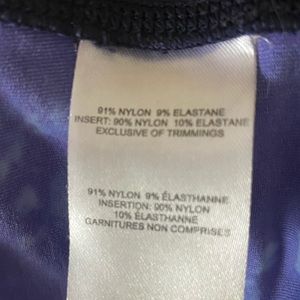 91% NYLON 9% ELASTANE
INSERT: 90% NYLON 10% ELASTANE
EXCLUSIVE OF TRIMMINGS
91% NYLON 9% ÉLASTHANNE
INSERTION: 90% NYLON
10% ÉLASTHANNE
GARNITURES NON COMPRISES